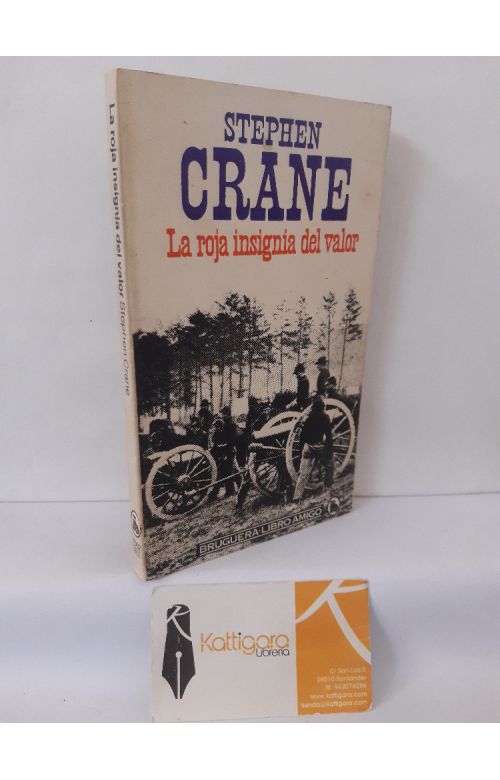 STEPHEN
CRANE
La roja insignia del valor
BRUGUERA·LIBRO AMIGO
La roja insignia del valor Stephen Crane
Kattigara
Librería
C/ San Luis 5
39010 Santander
www.kattigara.com
tienda@kattigara.com